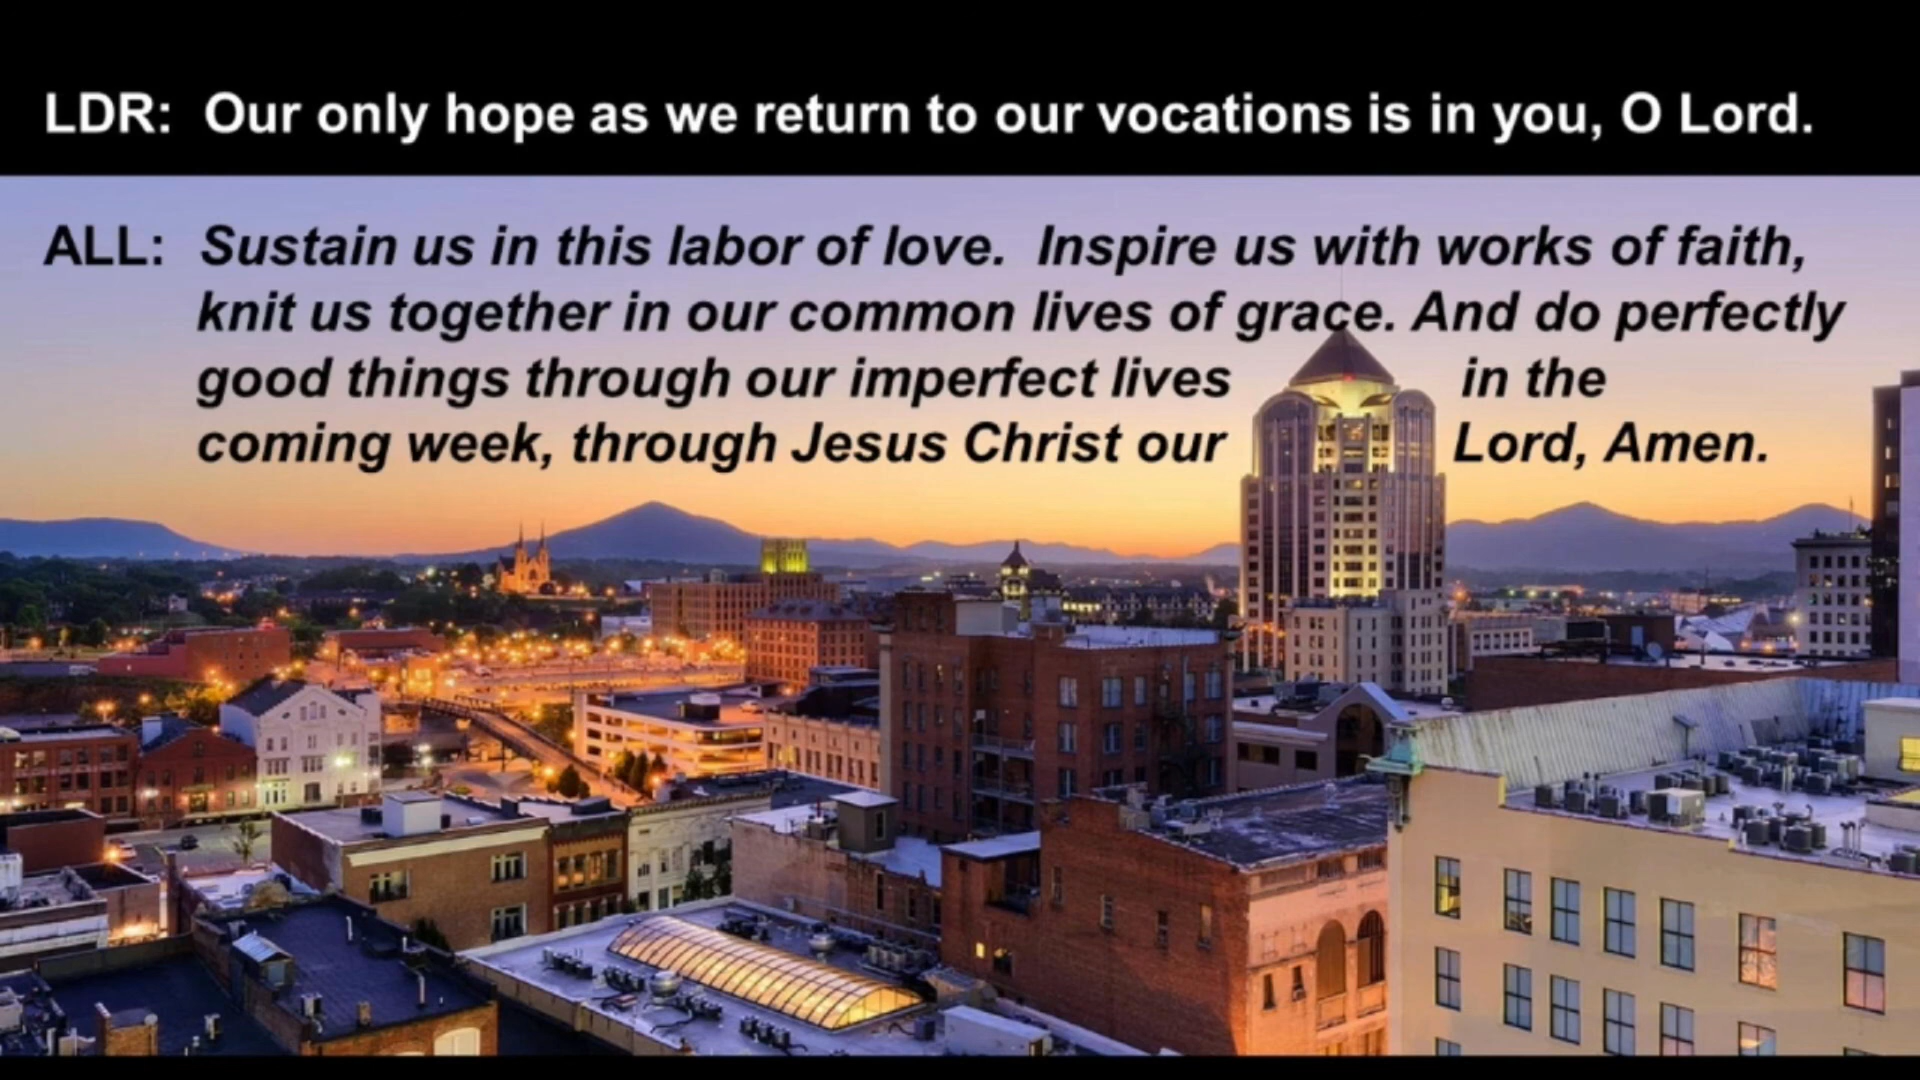 LDR: Our only hope as we return to our vocations is in you, O Lord.
ALL: Sustain us in this labor of love. Inspire us with works of faith,
knit us together in our common lives of grace. And do perfectly
good things through our imperfect lives in the
coming week, through Jesus Christ our Lord, Amen.